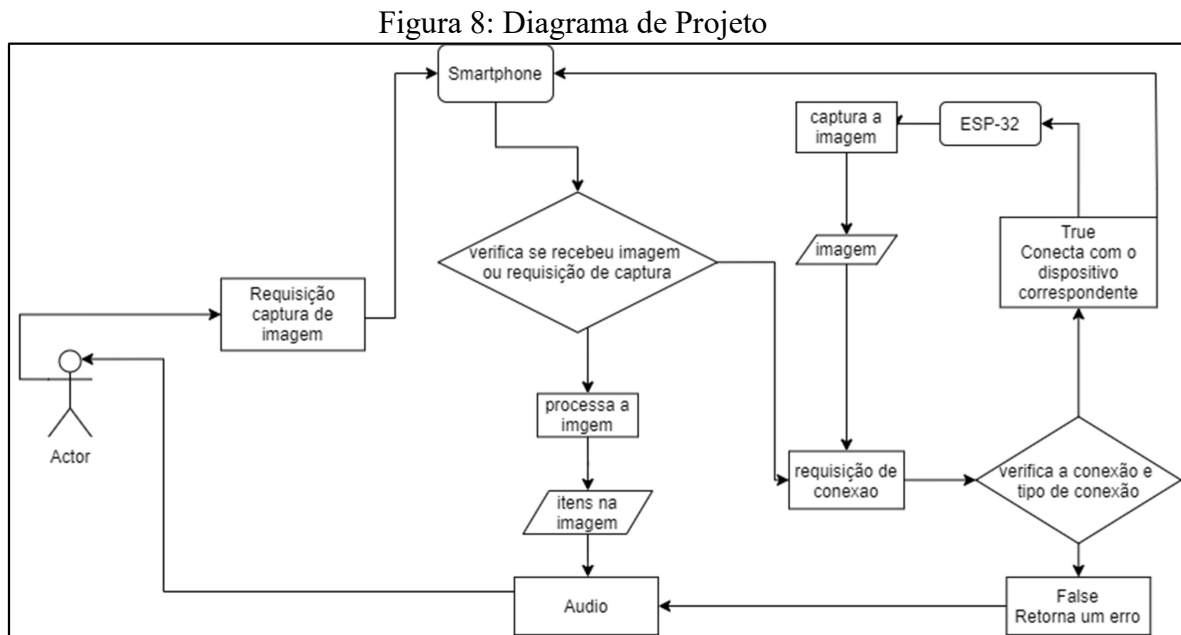 Figura 8: Diagrama de Projeto
Smartphone
captura a
imagem
ESP-32
verifica se recebeu imagem
ou requisição de captura
imagem
True
Conecta com o
dispositivo
correspondente
Requisição
captura de
imagem
Actor
processa a
imgem
requisição de
conexao
verifica a conexão e
tipo de conexão
itens na
imagem
Audio
False
Retorna um erro